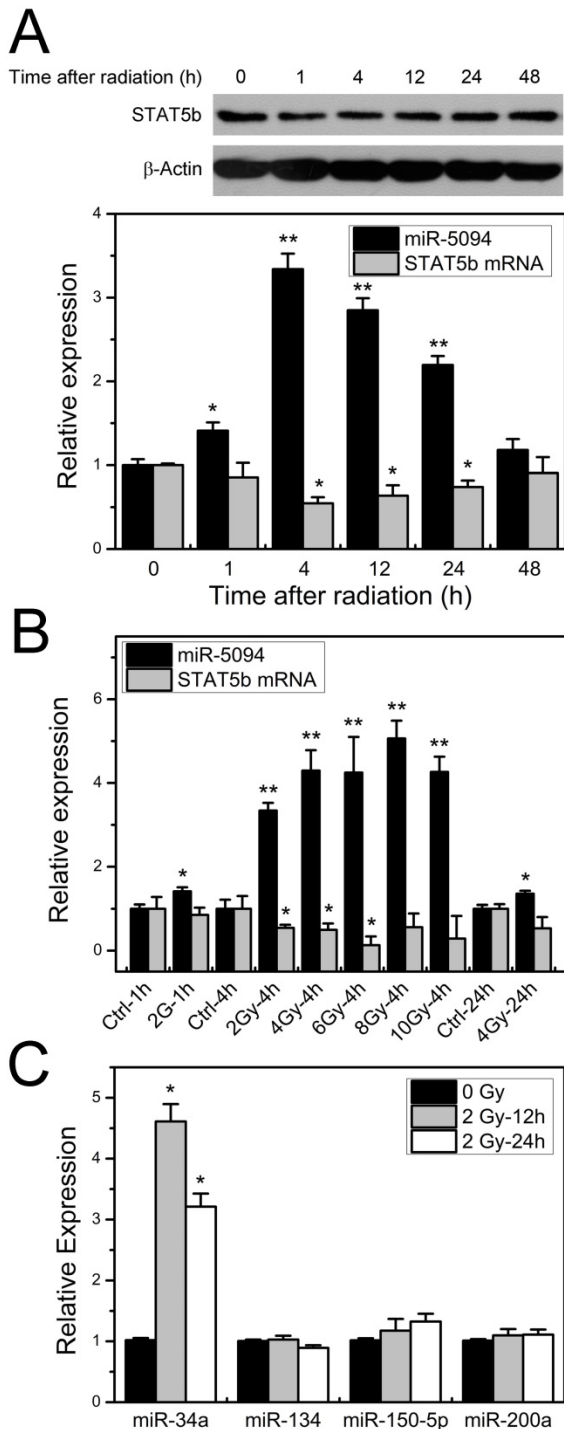 A
Time after radiation (h) 0 1 4 12 24 48
STAT5b
β-Actin
4
3
2
1
0
Relative expression
miR-5094
STAT5b mRNA
* ** ** **
* * *
0 1 4 12 24 48
Time after radiation (h)
B
miR-5094
STAT5b mRNA
6
4
2
0
Relative expression
* ** ** ** ** ** *
* * *
Ctrl-1h 2G-1h Ctrl-4h 2Gy-4h 4Gy-4h 6Gy-4h 8Gy-4h 10Gy-4h Ctrl-24h 4Gy-24h
C
0 Gy
2 Gy-12h
2 Gy-24h
5
4
3
2
1
0
Relative Expression
* *
miR-34a miR-134 miR-150-5p miR-200a